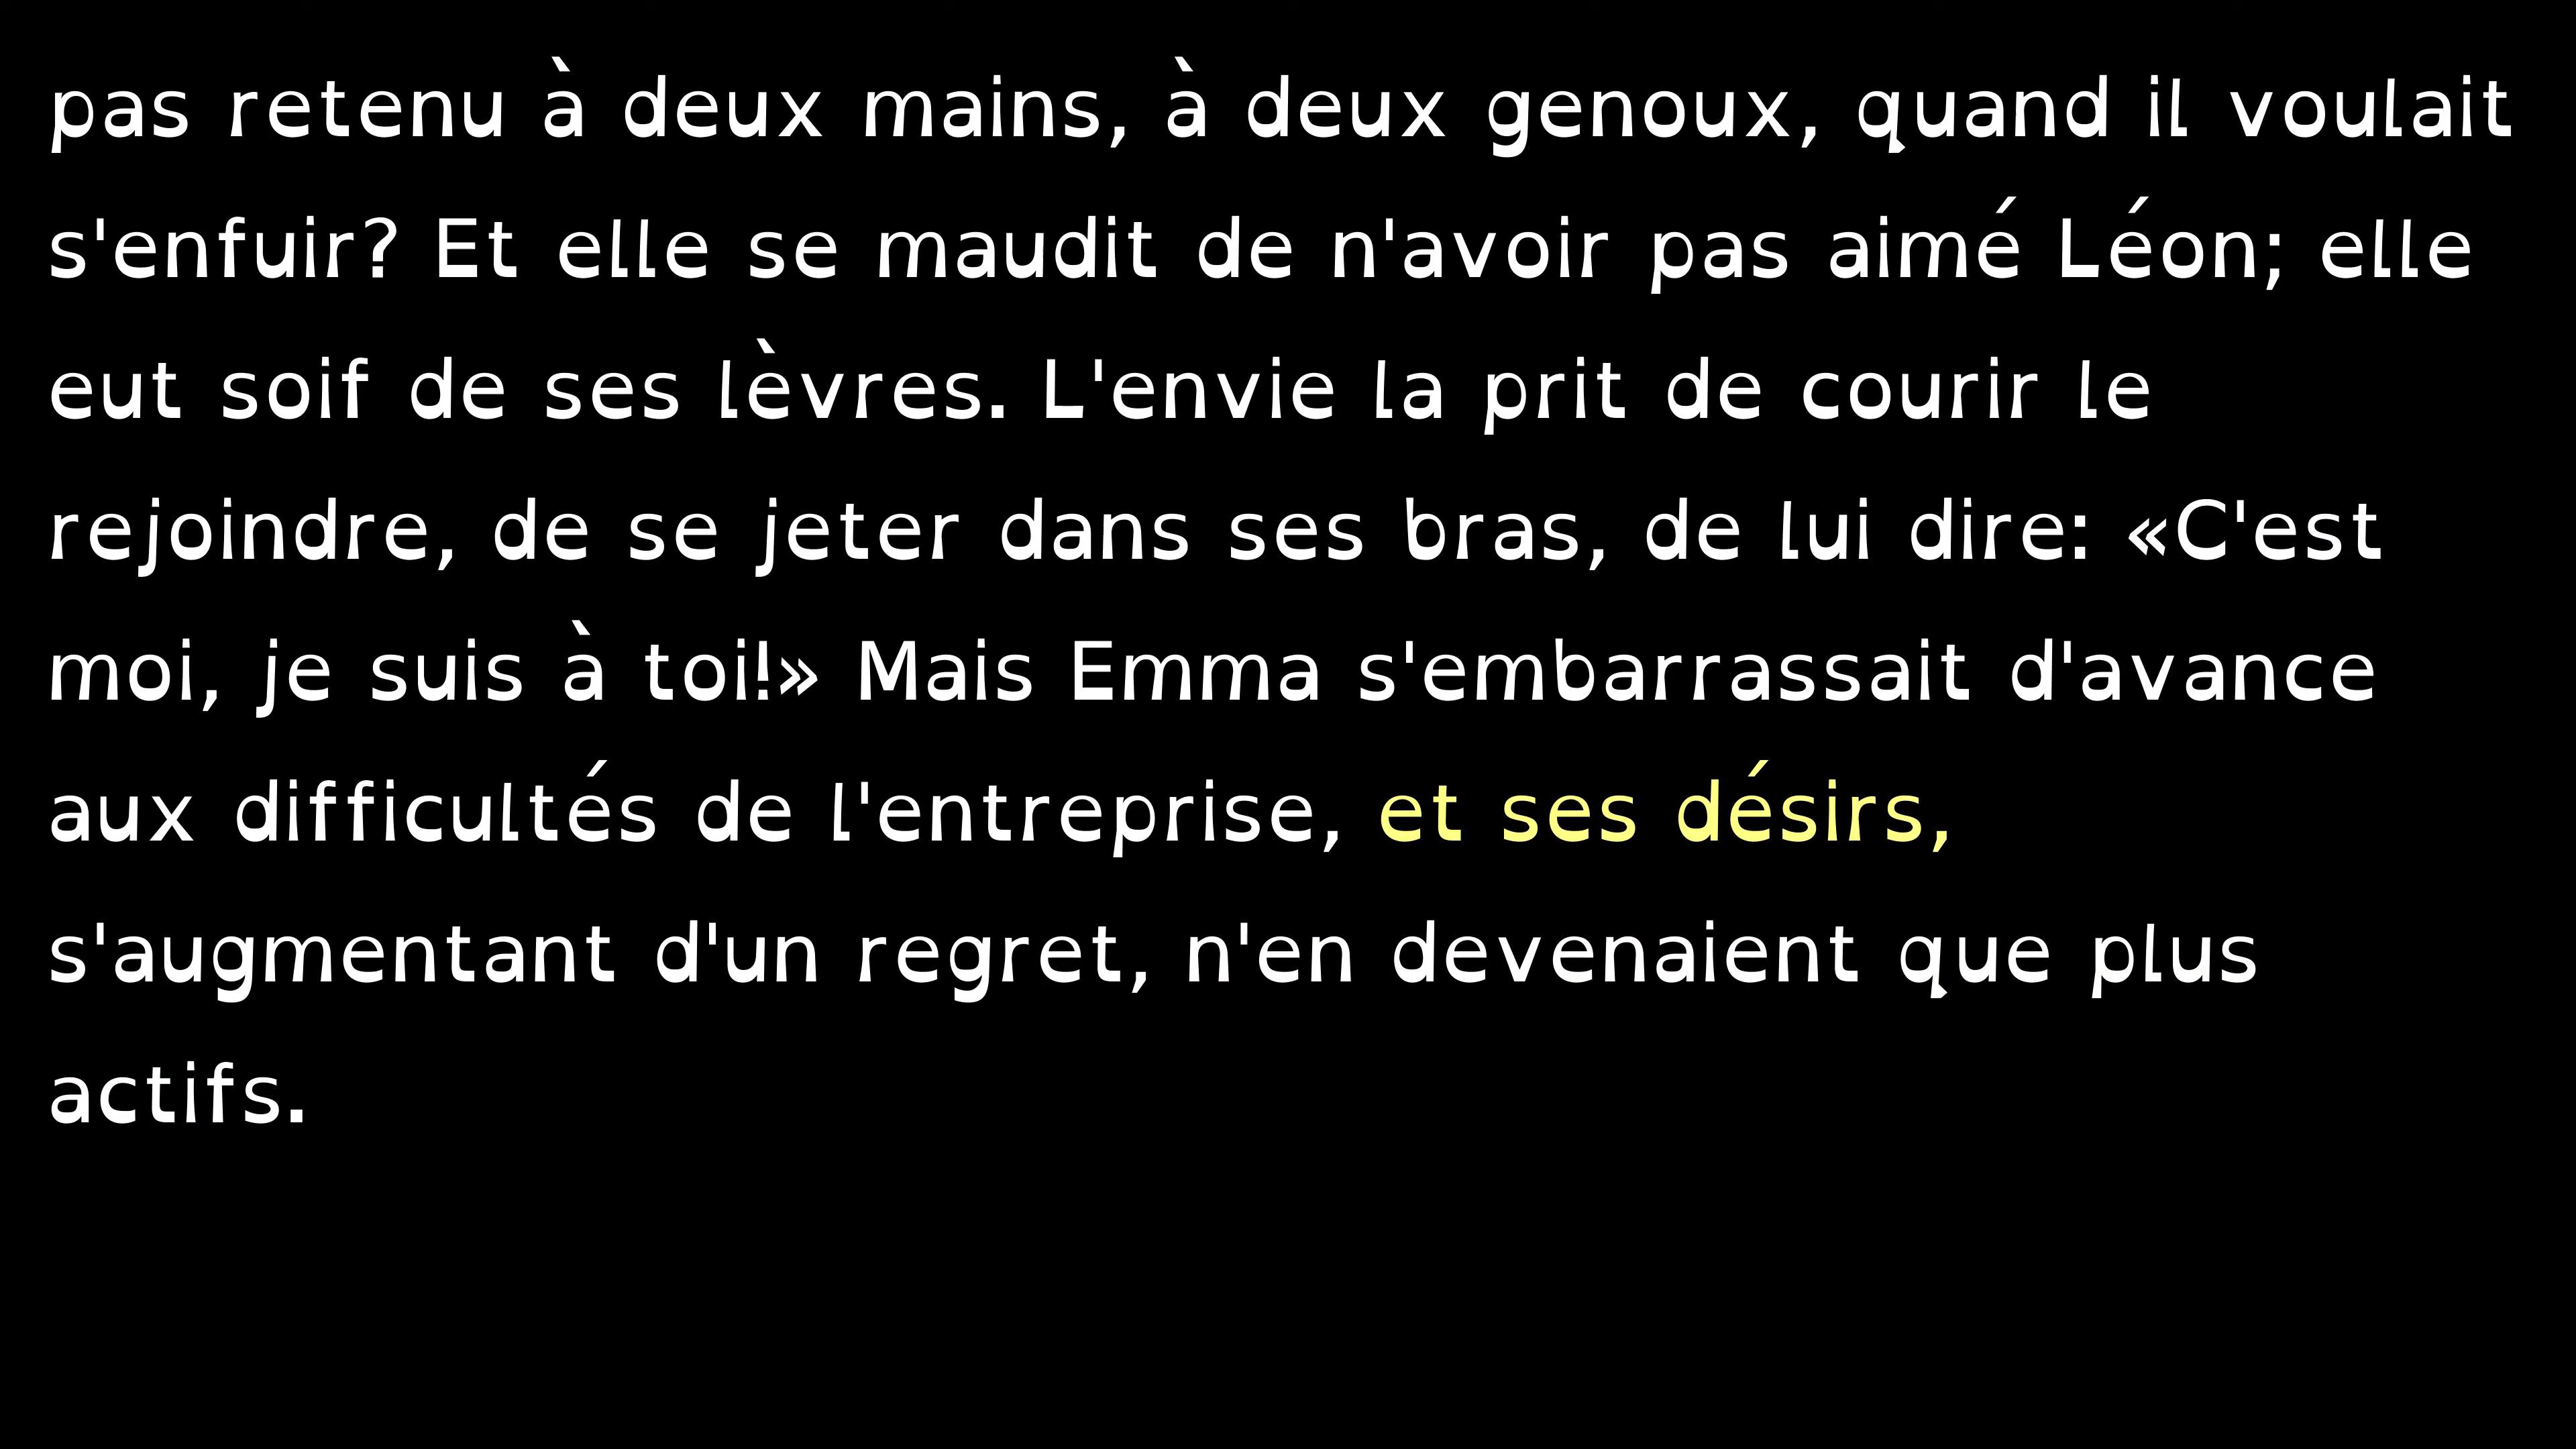 pas retenu à deux mains, à deux genoux, quand il voulait
s'enfuir? Et elle se maudit de n'avoir pas aimé Léon; elle
eut soif de ses lèvres. L'envie la prit de courir le
rejoindre, de se jeter dans ses bras, de lui dire: «C'est
moi, je suis à toi!» Mais Emma s'embarrassait d'avance
aux difficultés de l'entreprise, et ses désirs,
s'augmentant d'un regret, n'en devenaient que plus
actifs.